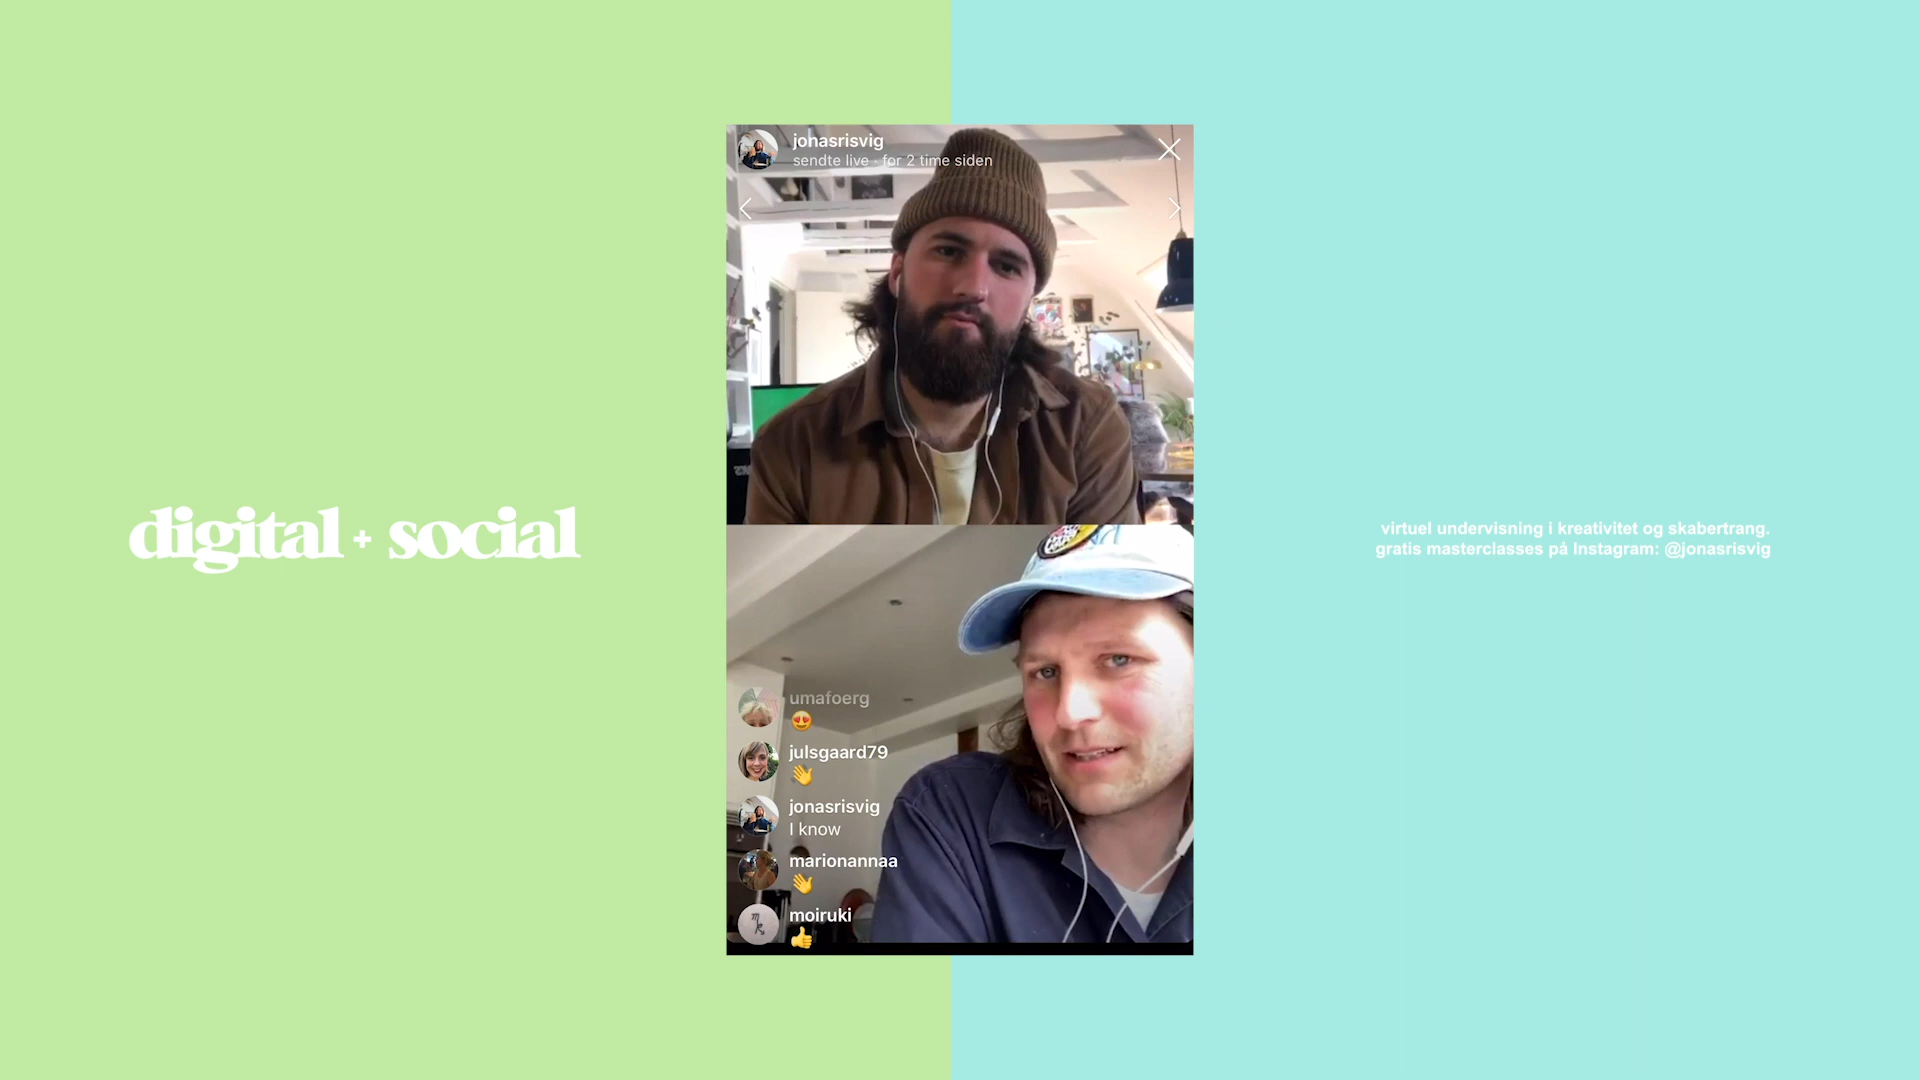 digital + social
jonasrisvig
sendte live · for 2 time siden
umafoerg
😍
julsgaard79
👋
jonasrisvig
I know
marionannaa
👋
moiruki
👍
virtuel undervisning i kreativitet og skabertrang.
gratis masterclasses på Instagram: @jonasrisvig